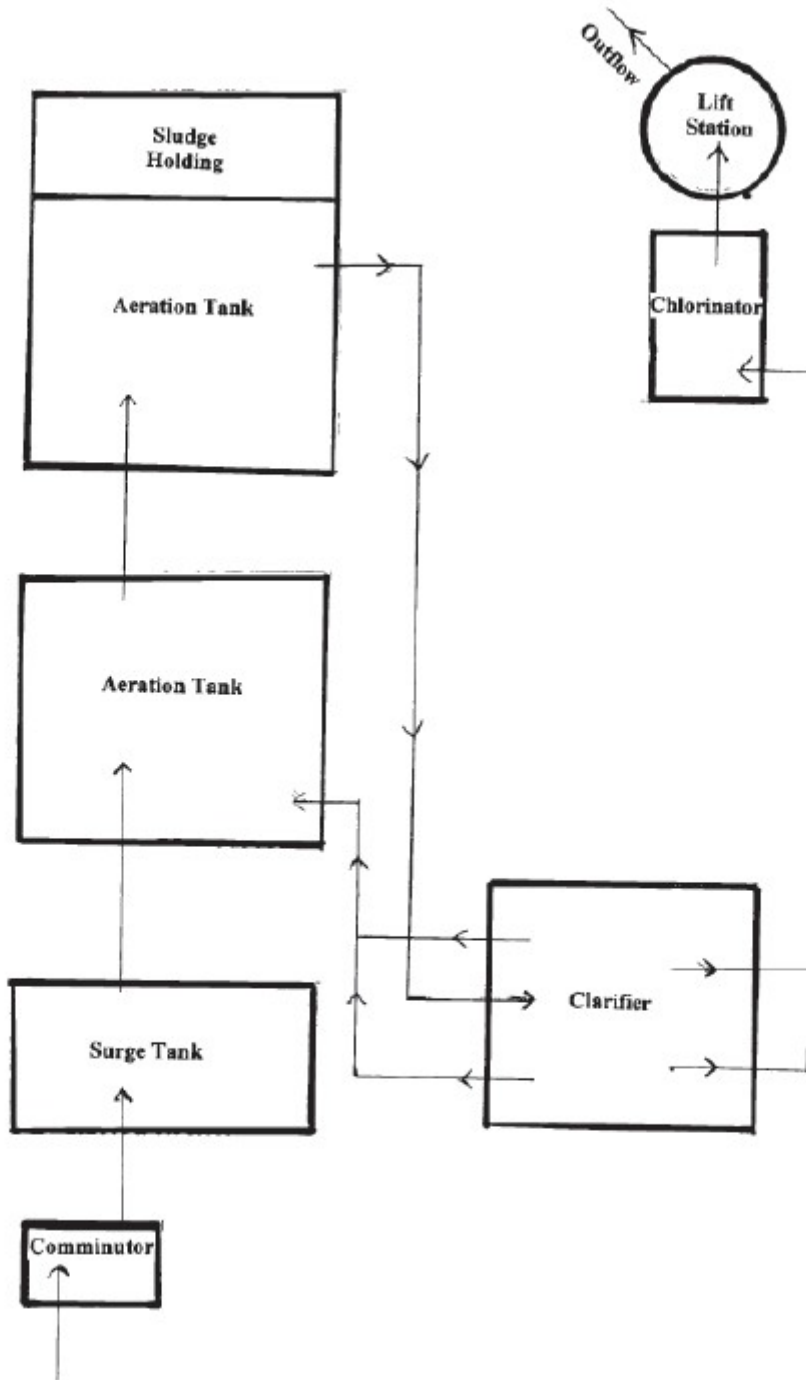 Outflow
Lift
Station
Sludge
Holding
Aeration Tank
Chlorinator
Aeration Tank
Clarifier
Surge Tank
Comminutor